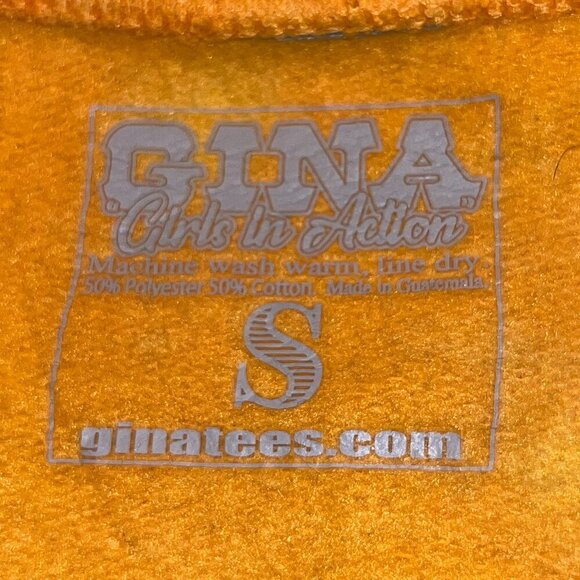 GINA
"Girls in Action"
Machine wash warm, line dry.
50% Polyester 50% Cotton. Made in Guatemala.
S
ginatees.com